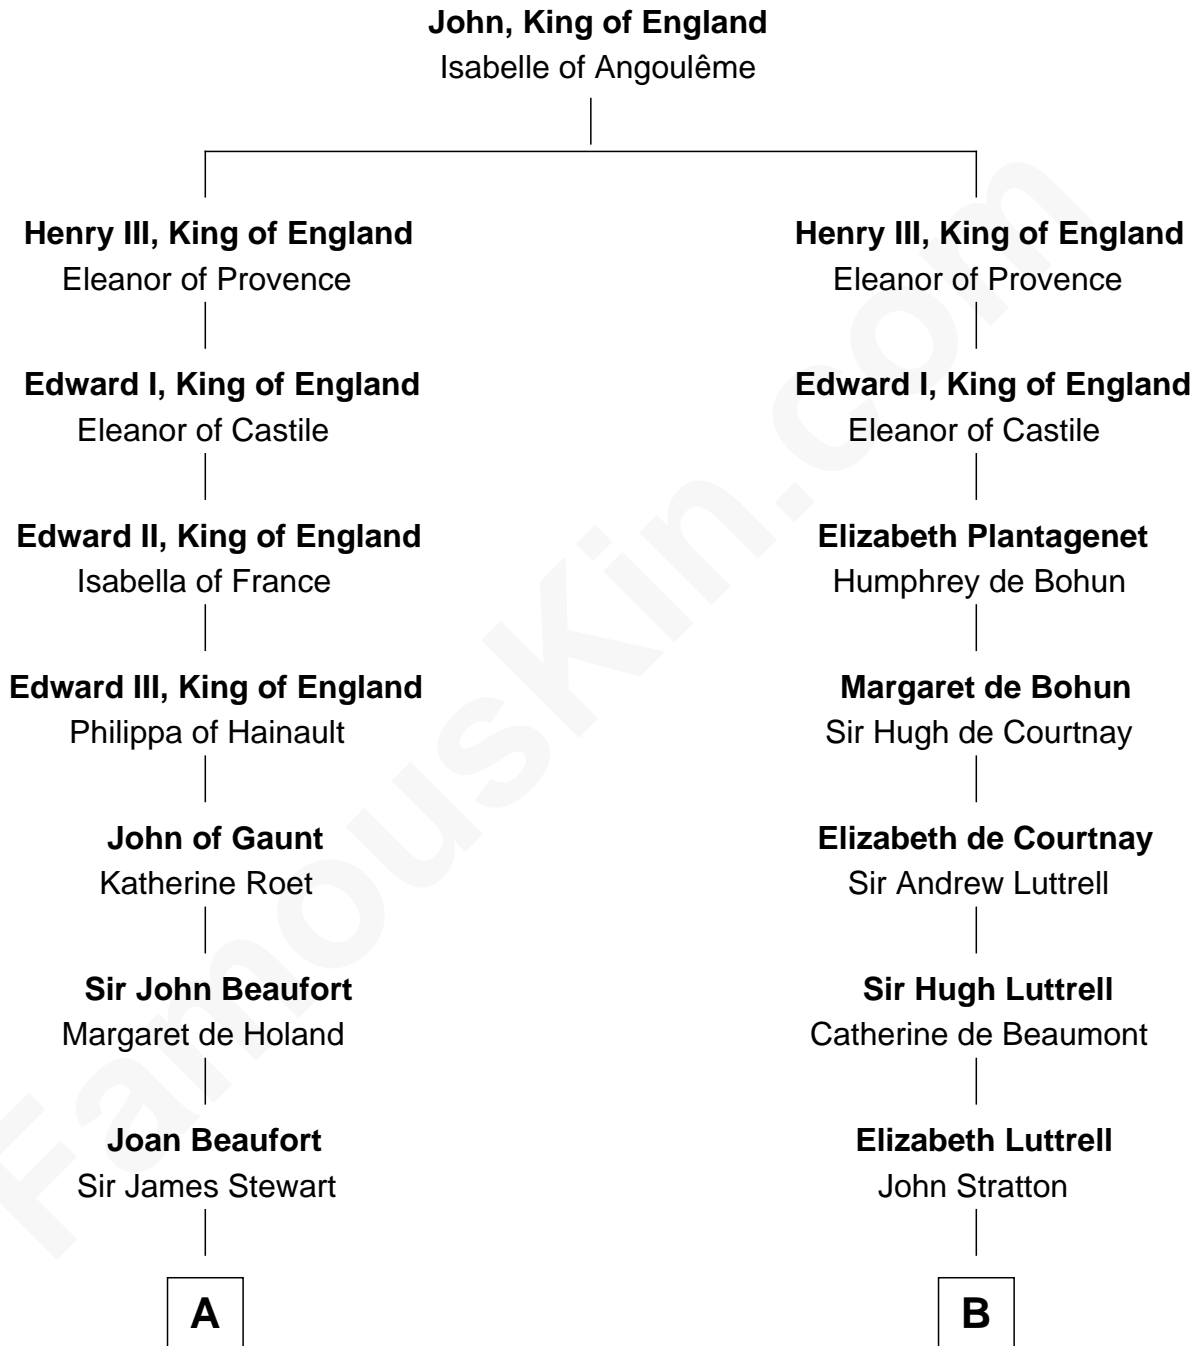 John, King of England
Isabelle of Angoulême
Henry III, King of England
Eleanor of Provence
Henry III, King of England
Eleanor of Provence
Edward I, King of England
Eleanor of Castile
Edward I, King of England
Eleanor of Castile
Edward II, King of England
Isabella of France
Elizabeth Plantagenet
Humphrey de Bohun
Edward III, King of England
Philippa of Hainault
Margaret de Bohun
Sir Hugh de Courtnay
John of Gaunt
Katherine Roet
Elizabeth de Courtnay
Sir Andrew Luttrell
Sir John Beaufort
Margaret de Holand
Sir Hugh Luttrell
Catherine de Beaumont
Joan Beaufort
Sir James Stewart
Elizabeth Luttrell
John Stratton
A
B
FamousKin.com